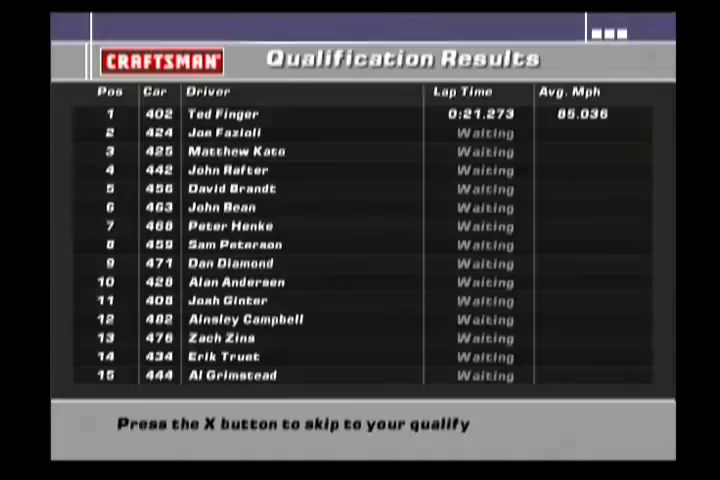 CRAFTSMAN
Qualification Results
Pos Car Driver Lap Time Avg. Mph
1 402 Ted Finger 0:21.273 85.036
2 424 Joe Fazioli Waiting
3 425 Matthew Kato Waiting
4 442 John Rafter Waiting
5 456 David Brandt Waiting
6 463 John Bean Waiting
7 468 Peter Henke Waiting
8 459 Sam Peterson Waiting
9 471 Dan Diamond Waiting
10 428 Alan Andersen Waiting
11 408 Josh Ginter Waiting
12 482 Ainsley Campbell Waiting
13 476 Zach Zins Waiting
14 434 Erik Truet Waiting
15 444 Al Grimstead Waiting
Press the X button to skip to your qualify